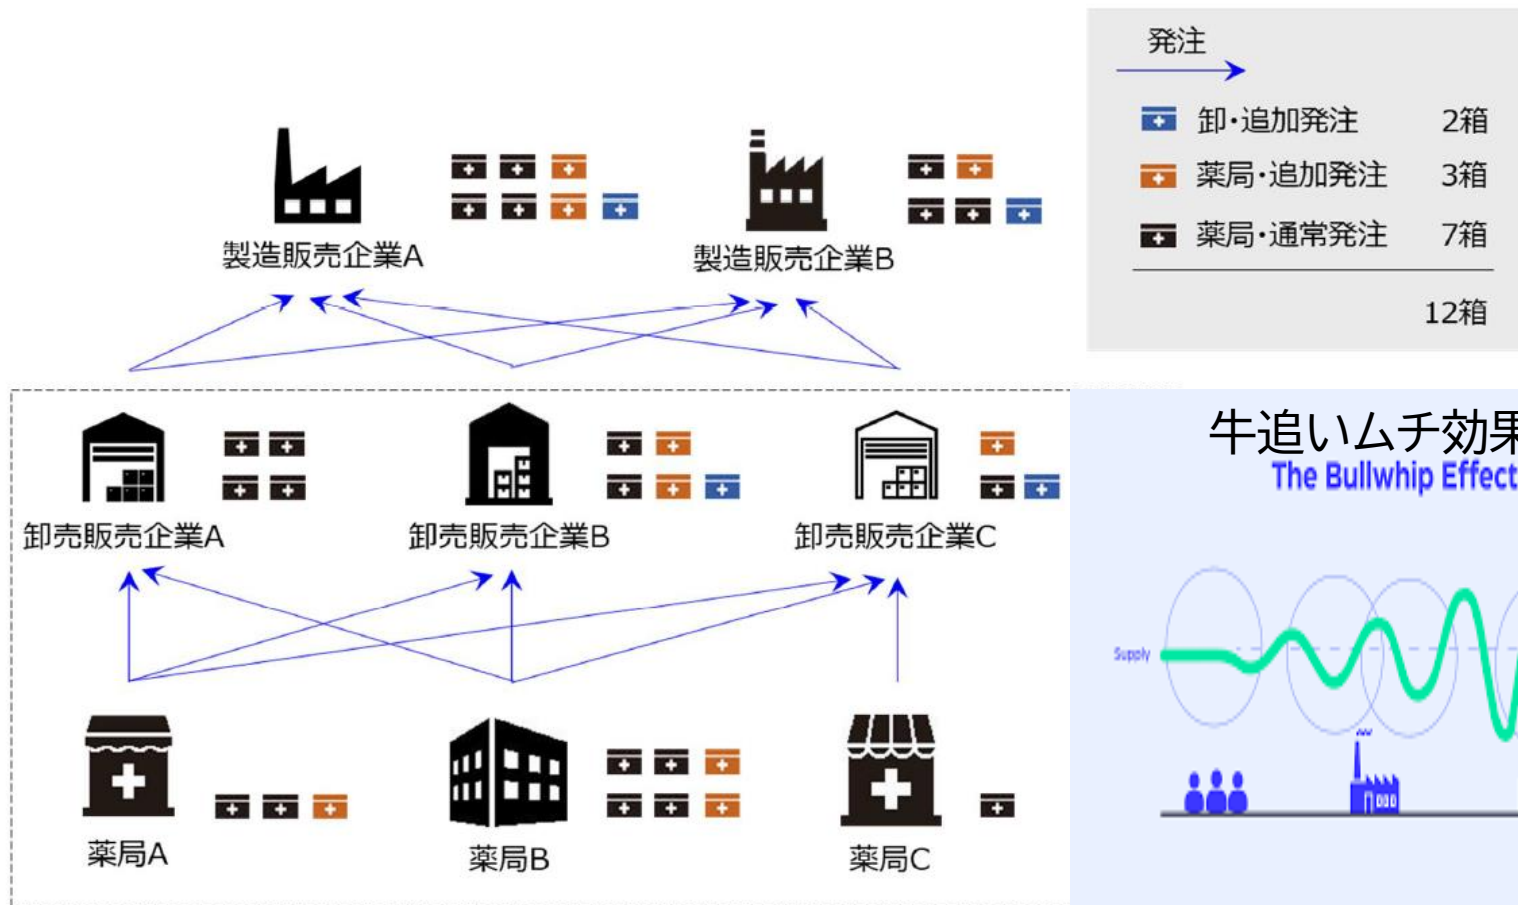 発注
卸・追加発注 2箱
薬局・追加発注 3箱
薬局・通常発注 7箱
12箱
製造販売企業A
製造販売企業B
卸売販売企業A
卸売販売企業B
卸売販売企業C
薬局A
薬局B
薬局C
牛追いムチ効果
The Bullwhip Effect
Supply